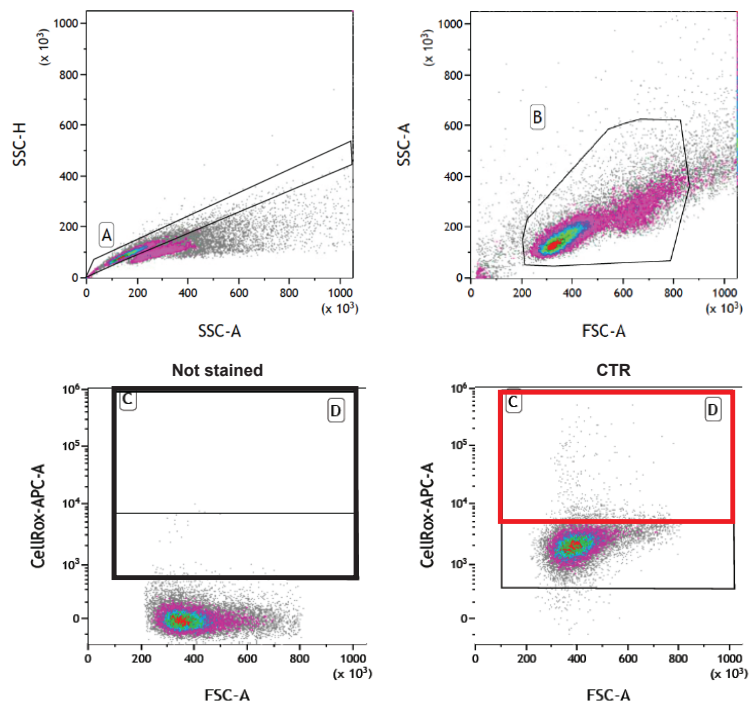 (x 10³)
1000
800
600
400
200
0
SSC-H
A
0 200 400 600 800 1000
(x 10³)
SSC-A
(x 10³)
1000
800
600
400
200
0
SSC-A
B
0 200 400 600 800 1000
(x 10³)
FSC-A
Not stained
10⁶
10⁵
10⁴
10³
0
CellRox-APC-A
C
D
0 200 400 600 800 1000
(x 10³)
FSC-A
CTR
10⁶
10⁵
10⁴
10³
0
CellRox-APC-A
C
D
0 200 400 600 800 1000
(x 10³)
FSC-A